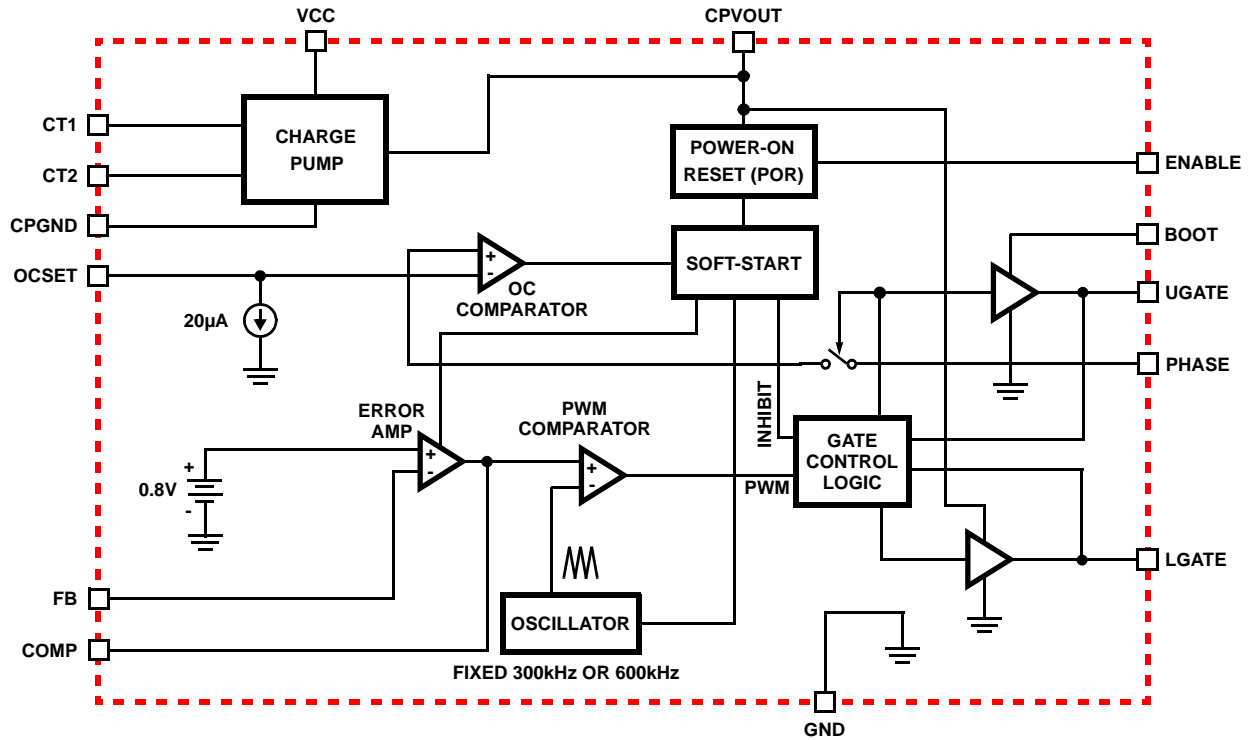 VCC
CPVOUT
CT1
CHARGE
PUMP
POWER-ON
RESET (POR)
CT2
ENABLE
CPGND
BOOT
OCSET
+
-
OC
COMPARATOR
SOFT-START
UGATE
20µA
PHASE
ERROR
AMP
PWM
COMPARATOR
INHIBIT
GATE
CONTROL
LOGIC
+
-
+
-
PWM
+
0.8V
-
LGATE
FB
OSCILLATOR
COMP
FIXED 300kHz OR 600kHz
GND